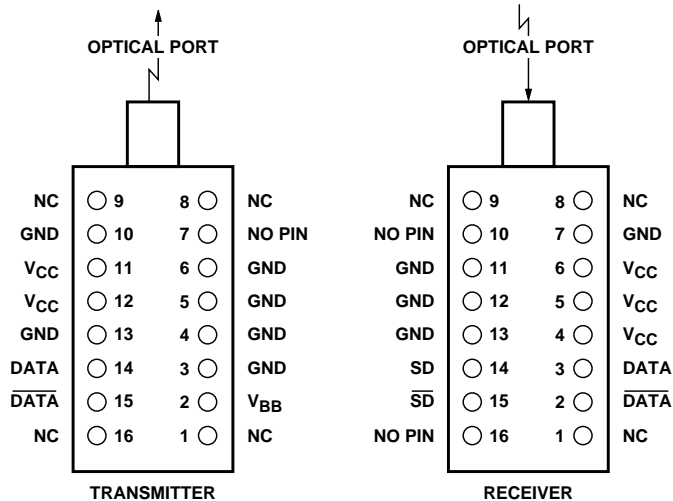 OPTICAL PORT OPTICAL PORT
NC 9 8 NC NC 9 8 NC
GND 10 7 NO PIN NO PIN 10 7 GND
VCC 11 6 GND GND 11 6 VCC
VCC 12 5 GND GND 12 5 VCC
GND 13 4 GND GND 13 4 VCC
DATA 14 3 GND SD 14 3 DATA
D̅A̅T̅A̅ 15 2 VBB S̅D̅ 15 2 D̅A̅T̅A̅
NC 16 1 NC NO PIN 16 1 NC
TRANSMITTER RECEIVER